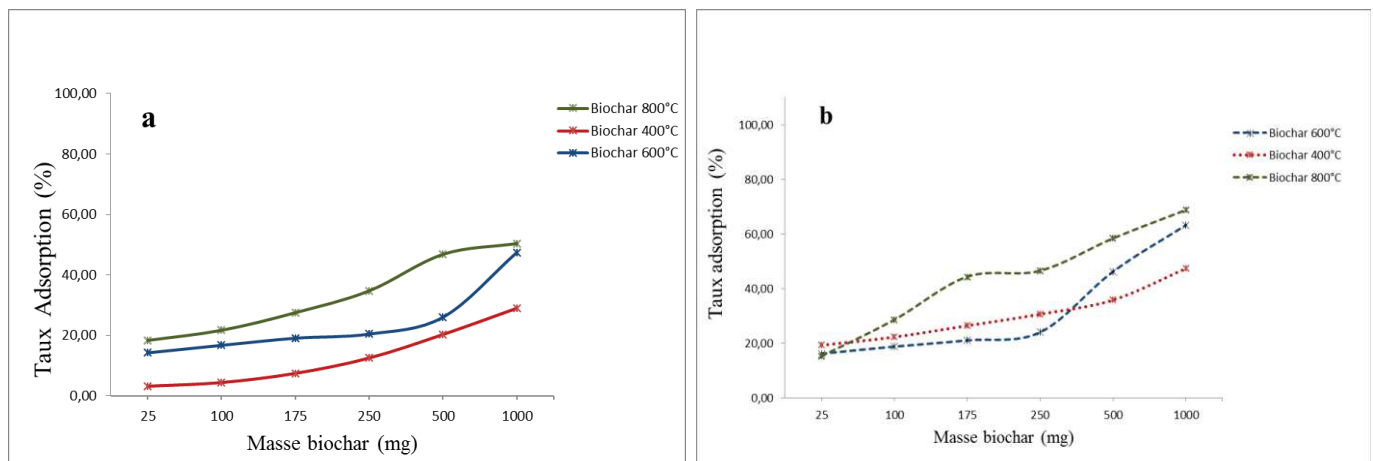 a
Taux Adsorption (%)
100,00
80,00
60,00
40,00
20,00
0,00
25 100 175 250 500 1000
Masse biochar (mg)
Biochar 800°C
Biochar 400°C
Biochar 600°C
b
Taux adsorption (%)
100,00
80,00
60,00
40,00
20,00
0,00
25 100 175 250 500 1000
Masse biochar (mg)
Biochar 600°C
Biochar 400°C
Biochar 800°C